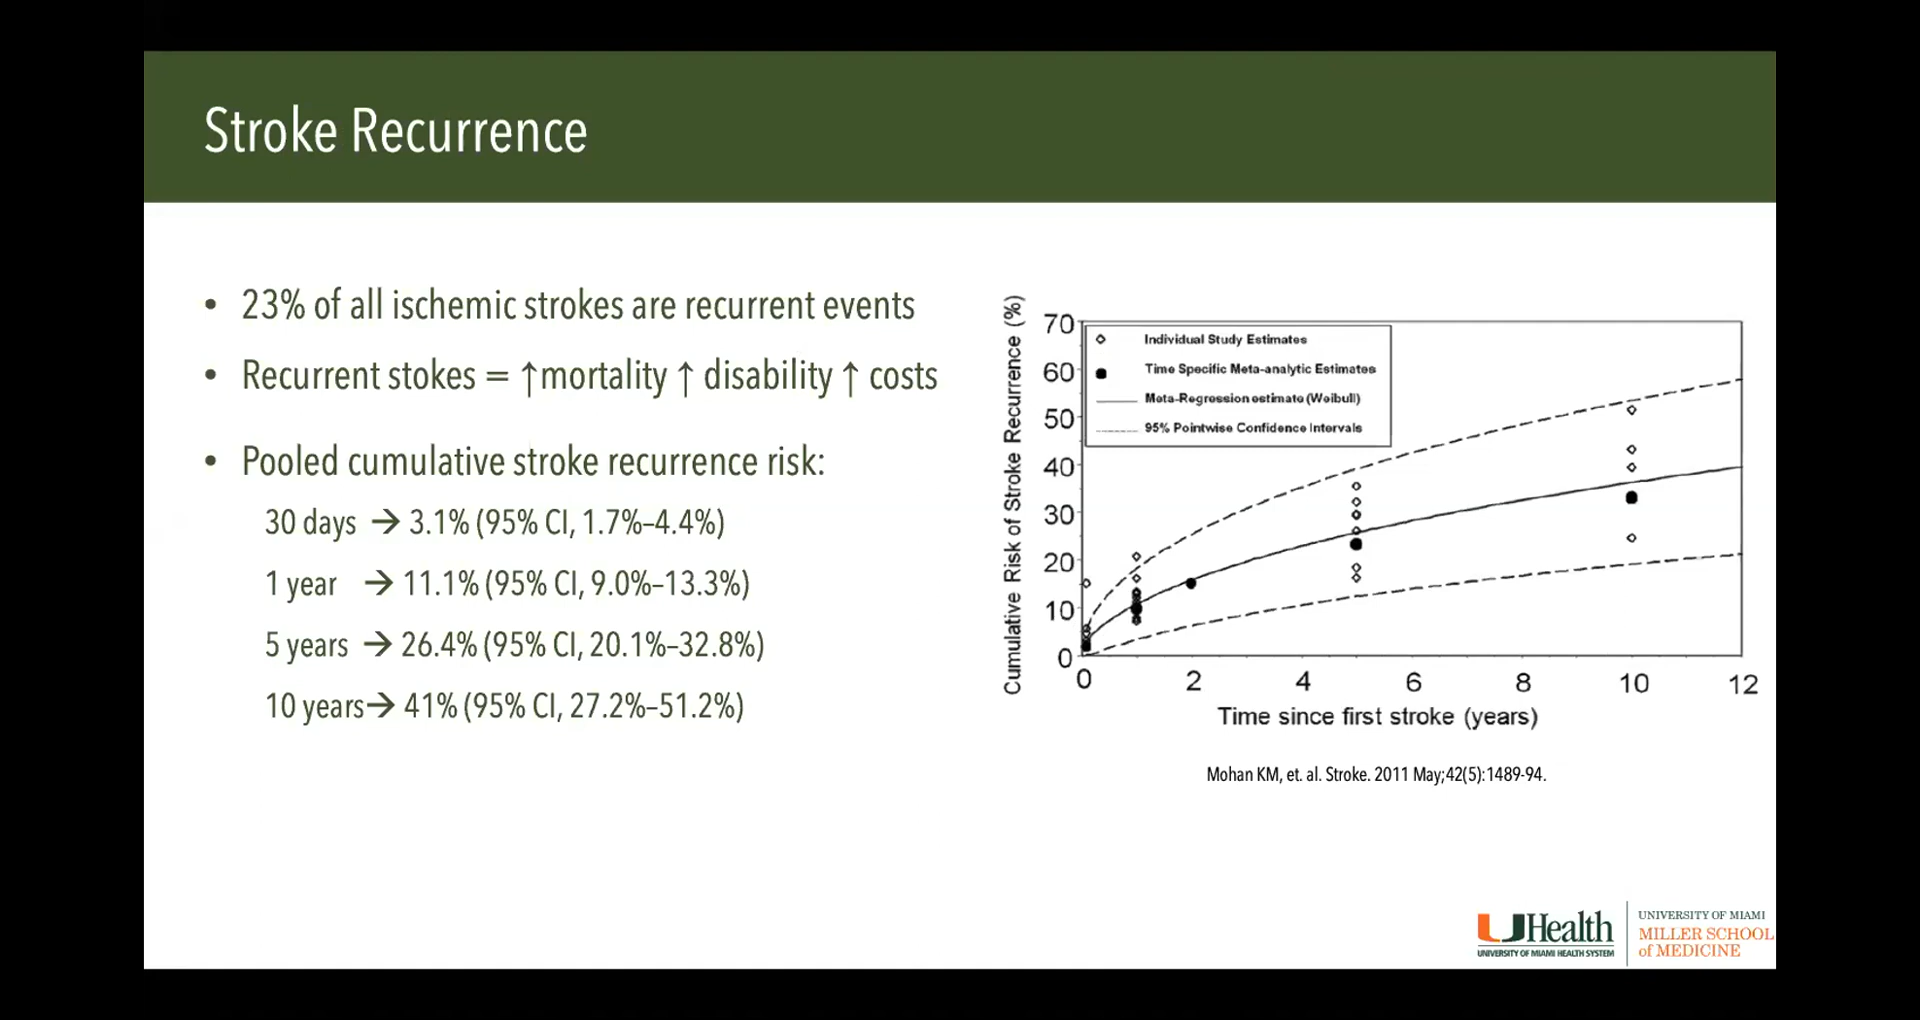 Stroke Recurrence
• 23% of all ischemic strokes are recurrent events
• Recurrent stokes = ↑mortality ↑ disability ↑ costs
• Pooled cumulative stroke recurrence risk:
30 days → 3.1% (95% CI, 1.7%–4.4%)
1 year → 11.1% (95% CI, 9.0%–13.3%)
5 years → 26.4% (95% CI, 20.1%–32.8%)
10 years→ 41% (95% CI, 27.2%–51.2%)
Cumulative Risk of Stroke Recurrence (%)
70
60
50
40
30
20
10
0
Individual Study Estimates
Time Specific Meta-analytic Estimates
Meta-Regression estimate (Weibull)
95% Pointwise Confidence Intervals
0 2 4 6 8 10 12
Time since first stroke (years)
Mohan KM, et. al. Stroke. 2011 May;42(5):1489-94.
UHealth
UNIVERSITY OF MIAMI HEALTH SYSTEM
UNIVERSITY OF MIAMI
MILLER SCHOOL
of MEDICINE